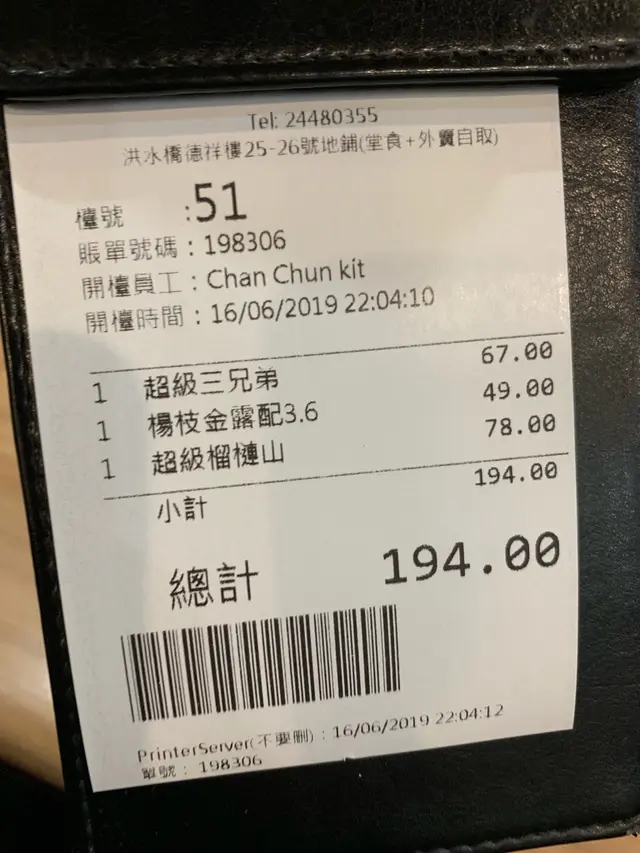 Tel: 24480355
洪水橋德祥樓25-26號地鋪(堂食+外賣自取)
檯號 :51
賬單號碼 : 198306
開檯員工 : Chan Chun kit
開檯時間 : 16/06/2019 22:04:10
1 超級三兄弟 67.00
1 楊枝金露配3.6 49.00
1 超級榴槤山 78.00
小計 194.00
總計 194.00
PrinterServer(不要刪) : 16/06/2019 22:04:12
單號 : 198306